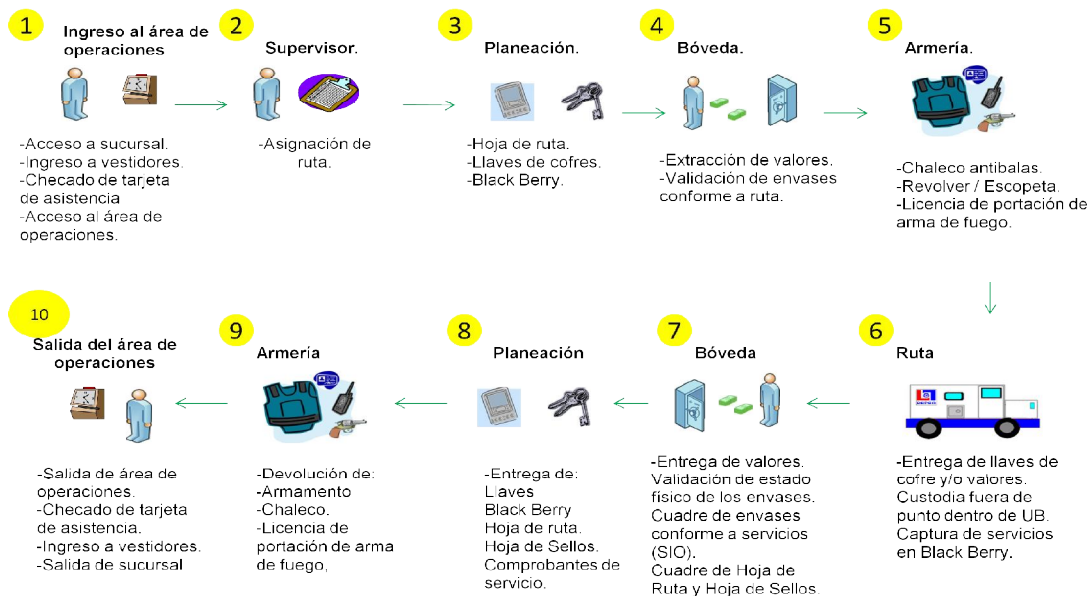 1
Ingreso al área de
operaciones
-Acceso a sucursal.
-Ingreso a vestidores.
-Checado de tarjeta
de asistencia
-Acceso al área de
operaciones.
2
Supervisor.
-Asignación de
ruta.
3
Planeación.
-Hoja de ruta.
-Llaves de cofres.
-Black Berry.
4
Bóveda.
-Extracción de valores.
-Validación de envases
conforme a ruta.
5
Armería.
-Chaleco antibalas.
-Revolver / Escopeta.
-Licencia de portación de
arma de fuego.
6
Ruta
-Entrega de llaves de
cofre y/o valores.
Custodia fuera de
punto dentro de UB.
Captura de servicios
en Black Berry.
7
Bóveda
-Entrega de valores.
Validación de estado
físico de los envases.
Cuadre de envases
conforme a servicios
(SIO).
Cuadre de Hoja de
Ruta y Hoja de Sellos.
8
Planeación
-Entrega de:
Llaves
Black Berry
Hoja de ruta.
Hoja de Sellos.
Comprobantes de
servicio.
9
Armería
-Devolución de:
-Armamento
-Chaleco.
-Licencia de
portación de arma
de fuego,
10
Salida del área de
operaciones
-Salida de área de
operaciones.
-Checado de tarjeta
de asistencia.
-Ingreso a vestidores.
-Salida de sucursal